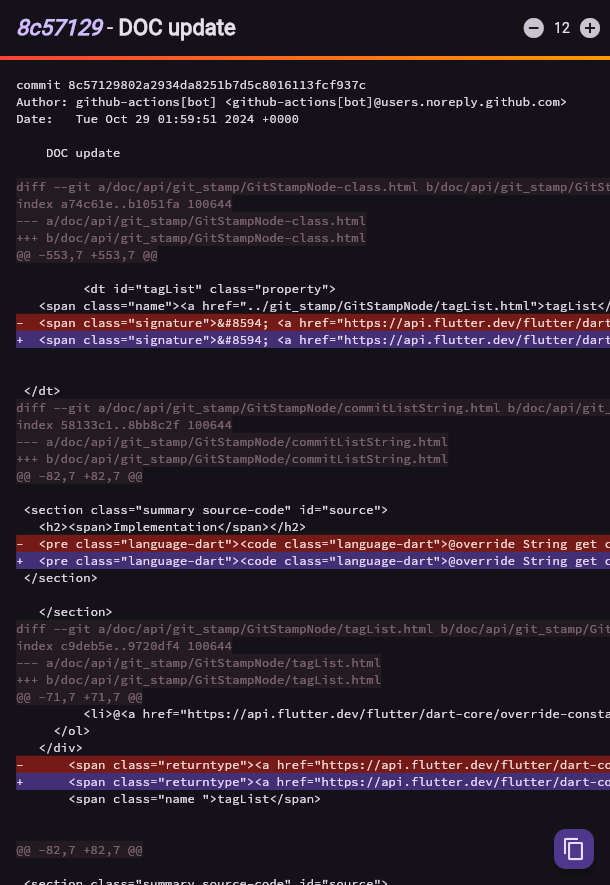 8c57129 - DOC update
12
commit 8c57129802a2934da8251b7d5c8016113fcf937c
Author: github-actions[bot] <github-actions[bot]@users.noreply.github.com>
Date:   Tue Oct 29 01:59:51 2024 +0000
DOC update
diff --git a/doc/api/git_stamp/GitStampNode-class.html b/doc/api/git_stamp/GitSt
index a74c61e..b1051fa 100644
--- a/doc/api/git_stamp/GitStampNode-class.html
+++ b/doc/api/git_stamp/GitStampNode-class.html
@@ -553,7 +553,7 @@
<dt id="tagList" class="property">
<span class="name"><a href="../git_stamp/GitStampNode/tagList.html">tagList</
-  <span class="signature">&#8594; <a href="https://api.flutter.dev/flutter/dart
+  <span class="signature">&#8594; <a href="https://api.flutter.dev/flutter/dart
</dt>
diff --git a/doc/api/git_stamp/GitStampNode/commitListString.html b/doc/api/git_
index 58133c1..8bb8c2f 100644
--- a/doc/api/git_stamp/GitStampNode/commitListString.html
+++ b/doc/api/git_stamp/GitStampNode/commitListString.html
@@ -82,7 +82,7 @@
<section class="summary source-code" id="source">
<h2><span>Implementation</span></h2>
-  <pre class="language-dart"><code class="language-dart">@override String get c
+  <pre class="language-dart"><code class="language-dart">@override String get c
</section>
</section>
diff --git a/doc/api/git_stamp/GitStampNode/tagList.html b/doc/api/git_stamp/Git
index c9deb5e..9720df4 100644
--- a/doc/api/git_stamp/GitStampNode/tagList.html
+++ b/doc/api/git_stamp/GitStampNode/tagList.html
@@ -71,7 +71,7 @@
<li>@<a href="https://api.flutter.dev/flutter/dart-core/override-consta
</ol>
</div>
-      <span class="returntype"><a href="https://api.flutter.dev/flutter/dart-co
+      <span class="returntype"><a href="https://api.flutter.dev/flutter/dart-co
<span class="name ">tagList</span>
@@ -82,7 +82,7 @@
<section class="summary source-code" id="source">